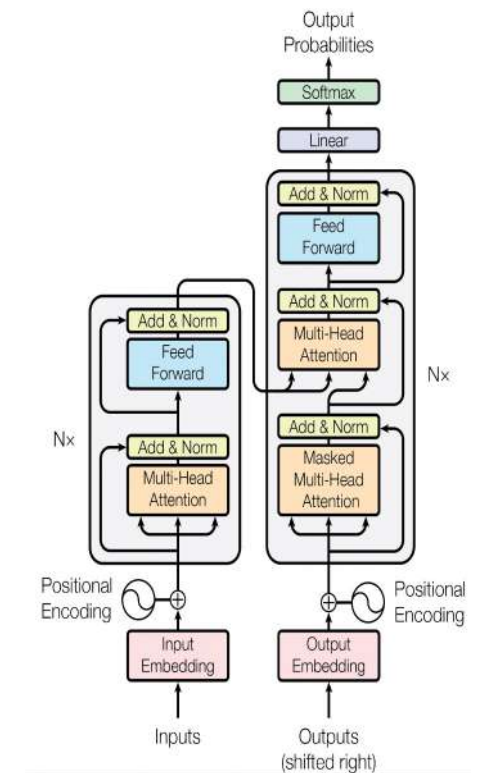 Output
Probabilities
Softmax
Linear
Add & Norm
Feed
Forward
Add & Norm
Multi-Head
Attention
Nx
Add & Norm
Masked
Multi-Head
Attention
Add & Norm
Feed
Forward
Nx
Add & Norm
Multi-Head
Attention
Positional
Encoding
Positional
Encoding
Input
Embedding
Output
Embedding
Inputs
Outputs
(shifted right)